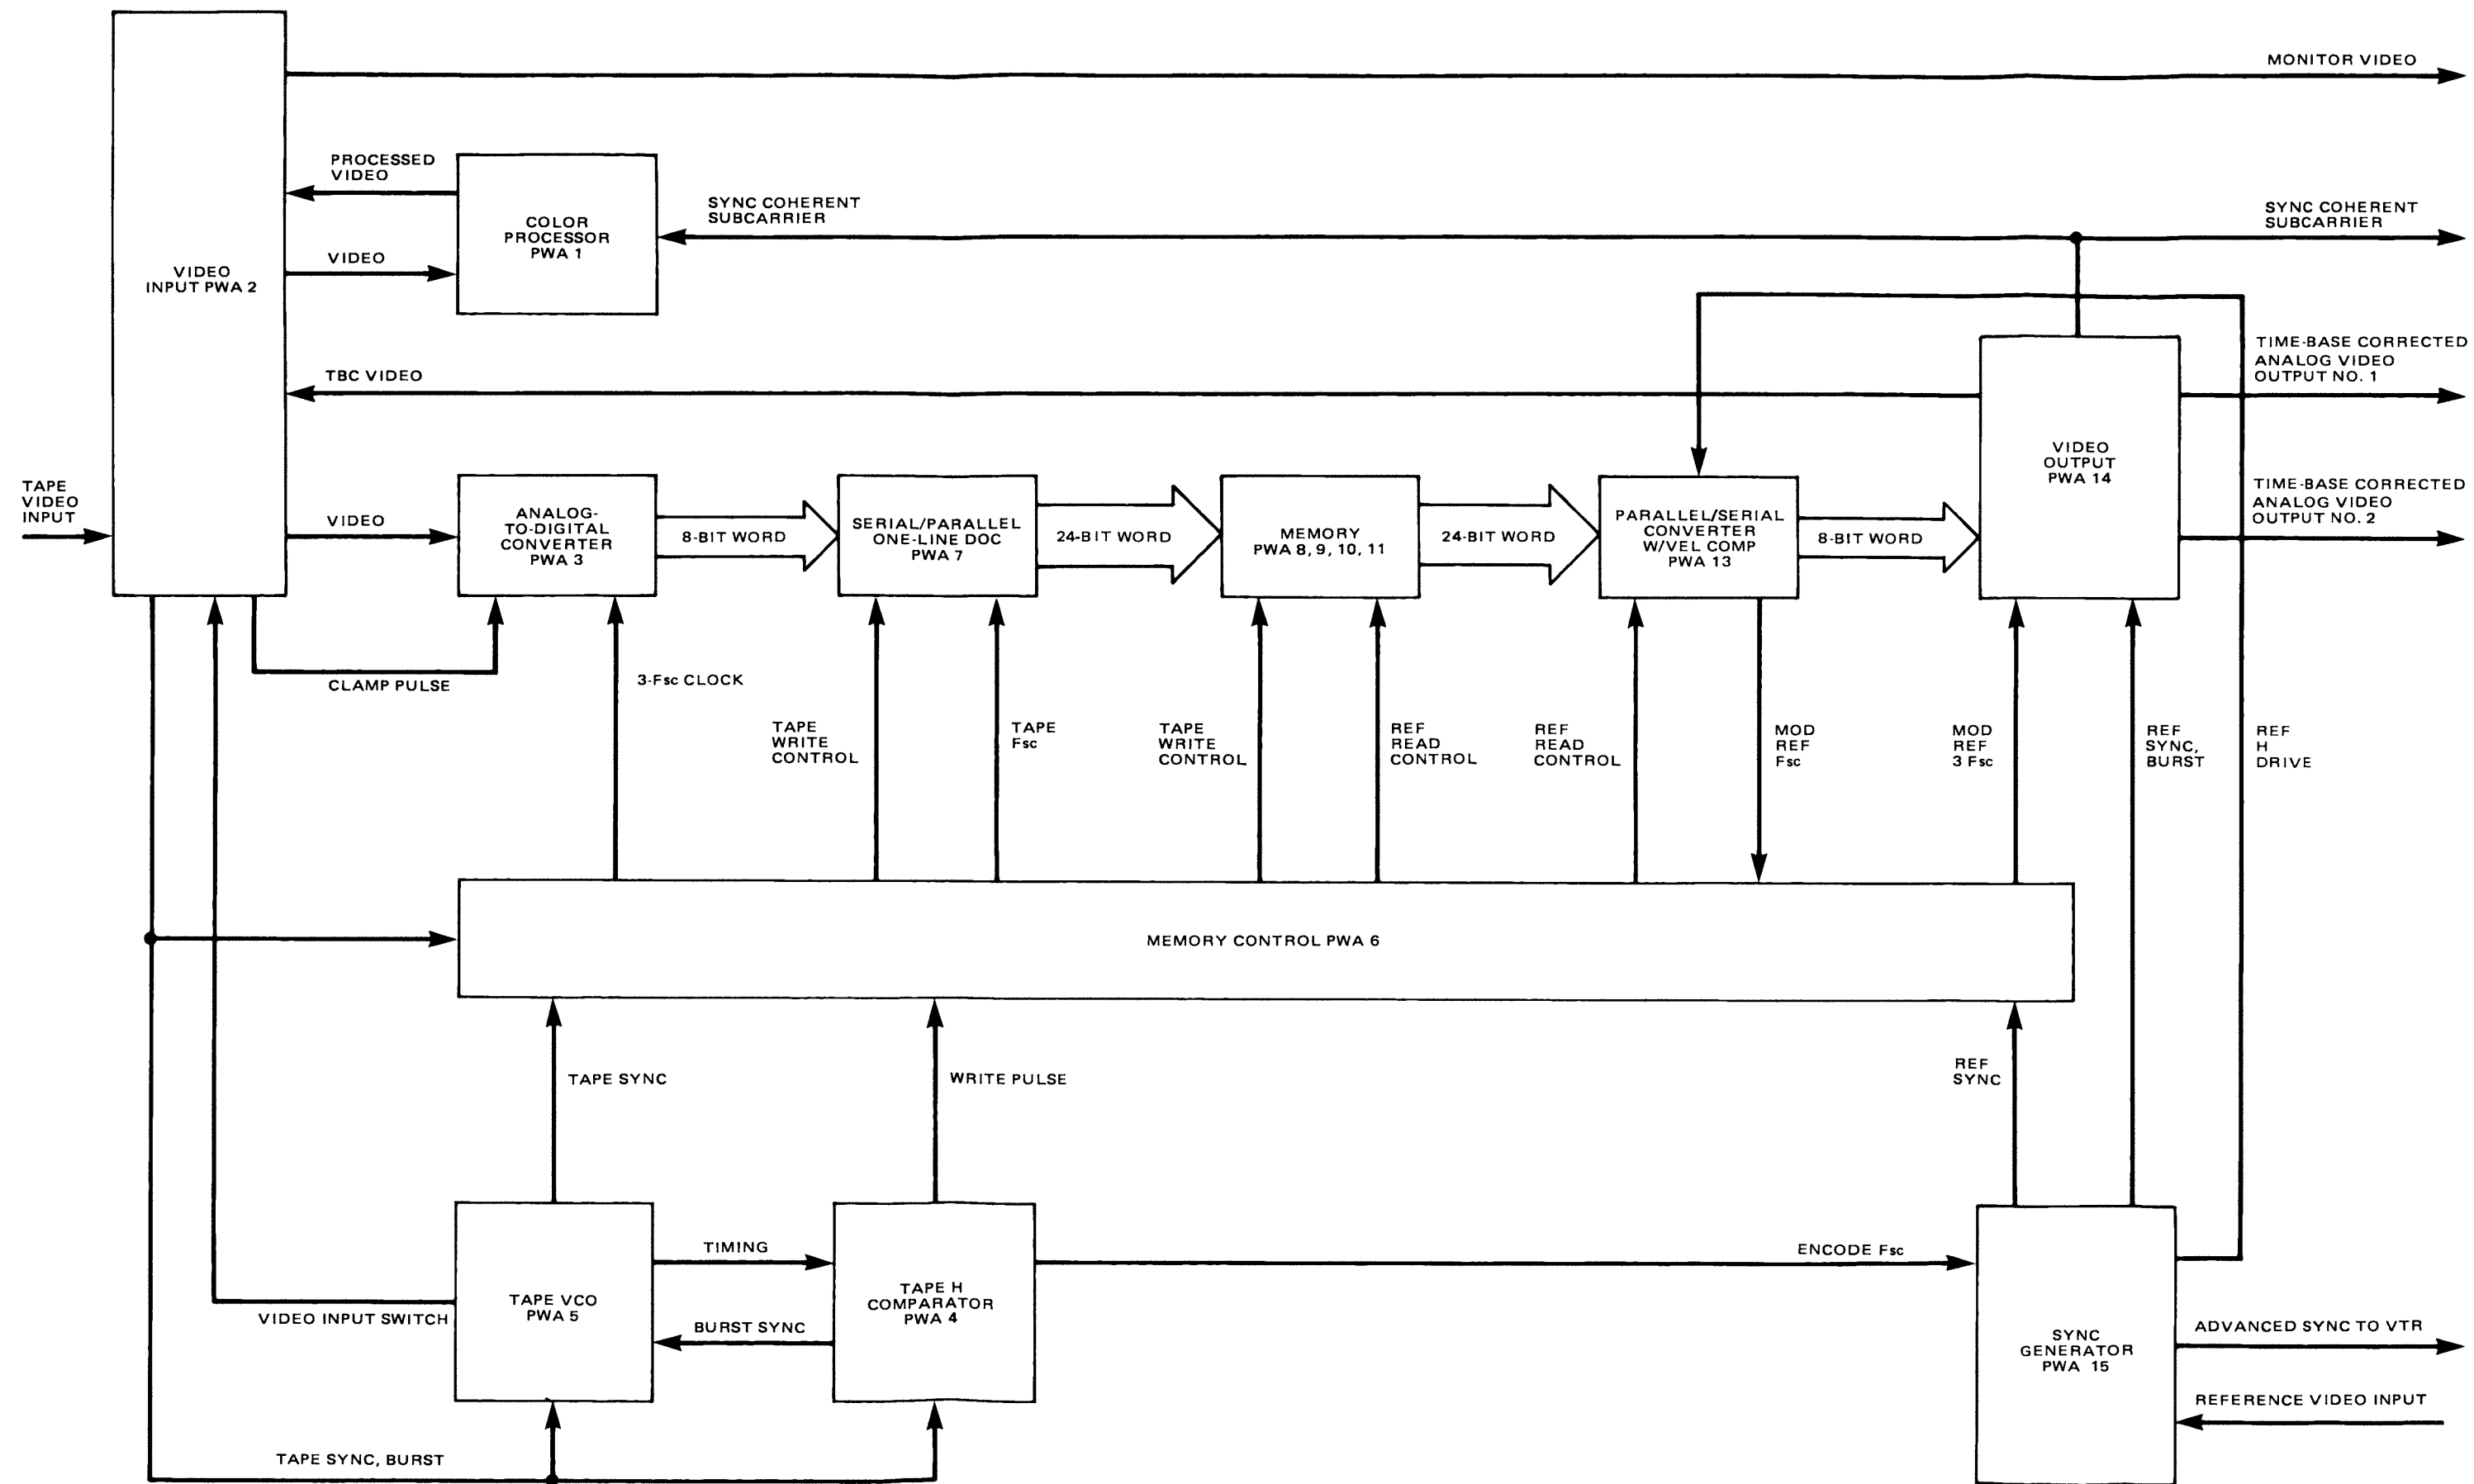 MONITOR VIDEO
PROCESSED
VIDEO
COLOR
PROCESSOR
PWA 1
SYNC COHERENT
SUBCARRIER
SYNC COHERENT
SUBCARRIER
VIDEO
VIDEO
INPUT PWA 2
TBC VIDEO
TIME-BASE CORRECTED
ANALOG VIDEO
OUTPUT NO. 1
VIDEO
OUTPUT
PWA 14
TIME-BASE CORRECTED
ANALOG VIDEO
OUTPUT NO. 2
TAPE
VIDEO
INPUT
VIDEO
ANALOG-
TO-DIGITAL
CONVERTER
PWA 3
8-BIT WORD
SERIAL/PARALLEL
ONE-LINE DOC
PWA 7
24-BIT WORD
MEMORY
PWA 8, 9, 10, 11
24-BIT WORD
PARALLEL/SERIAL
CONVERTER
W/VEL COMP
PWA 13
8-BIT WORD
CLAMP PULSE
3-Fsc CLOCK
TAPE
WRITE
CONTROL
TAPE
Fsc
TAPE
WRITE
CONTROL
REF
READ
CONTROL
REF
READ
CONTROL
MOD
REF
Fsc
MOD
REF
3 Fsc
REF
SYNC,
BURST
REF
H
DRIVE
MEMORY CONTROL PWA 6
TAPE SYNC
WRITE PULSE
REF
SYNC
TIMING
ENCODE Fsc
TAPE VCO
PWA 5
TAPE H
COMPARATOR
PWA 4
VIDEO INPUT SWITCH
BURST SYNC
SYNC
GENERATOR
PWA 15
ADVANCED SYNC TO VTR
REFERENCE VIDEO INPUT
TAPE SYNC, BURST